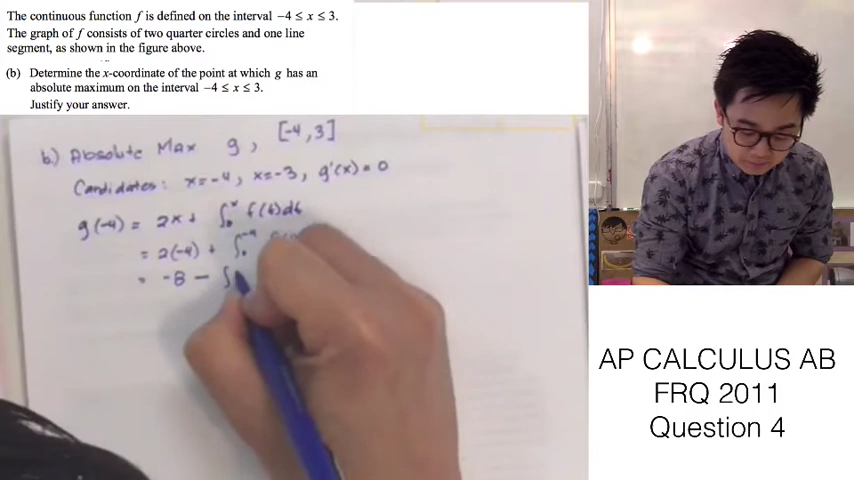 The continuous function f is defined on the interval −4 ≤ x ≤ 3.
The graph of f consists of two quarter circles and one line
segment, as shown in the figure above.
(b) Determine the x-coordinate of the point at which g has an
absolute maximum on the interval −4 ≤ x ≤ 3.
Justify your answer.
b.) Absolute Max g, [-4,3]
Candidates: x=-4, x=-3, g'(x)=0
g(-4) = 2x + ∫₀ˣ f(t)dt
= 2(-4) + ∫₀⁻⁴
= -8 - ∫
AP CALCULUS AB
FRQ 2011
Question 4